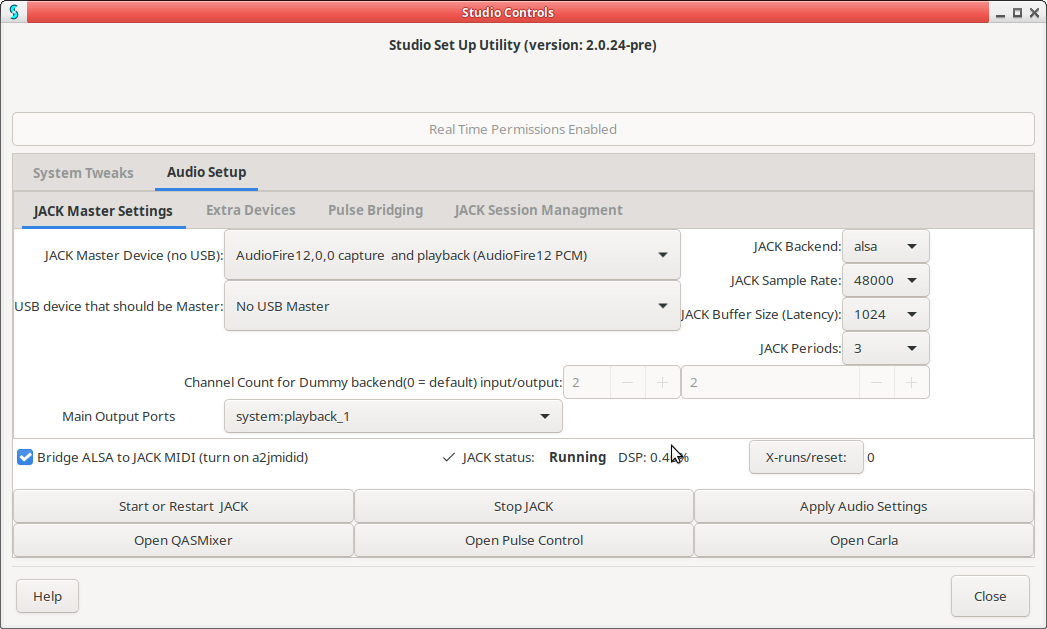 Studio Controls
Studio Set Up Utility (version: 2.0.24-pre)
Real Time Permissions Enabled
System Tweaks Audio Setup
JACK Master Settings Extra Devices Pulse Bridging JACK Session Managment
JACK Master Device (no USB): AudioFire12,0,0 capture and playback (AudioFire12 PCM)
USB device that should be Master: No USB Master
JACK Backend: alsa
JACK Sample Rate: 48000
JACK Buffer Size (Latency): 1024
JACK Periods: 3
Channel Count for Dummy backend(0 = default) input/output: 2 2
Main Output Ports system:playback_1
Bridge ALSA to JACK MIDI (turn on a2jmidid) JACK status: Running DSP: X-runs/reset: 0
Start or Restart JACK Stop JACK Apply Audio Settings
Open QASMixer Open Pulse Control Open Carla
Help Close